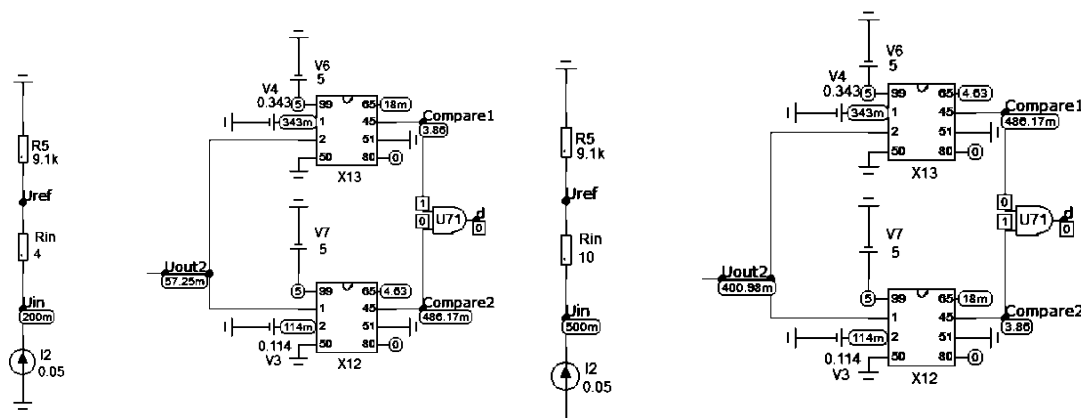 R5
9.1k
Uref
Rin
4
Uin
200m
I2
0.05
V6
5
V4
0.343
5
343m
99
1
2
50
65
45
51
80
18m
0
X13
Compare1
3.86
V7
5
Uout2
57.25m
5
114m
0.114
V3
99
1
2
50
65
45
51
80
4.63
0
X12
Compare2
486.17m
1
0
U71
d
0
R5
9.1k
Uref
Rin
10
Uin
500m
I2
0.05
V6
5
V4
0.343
5
343m
99
1
2
50
65
45
51
80
4.63
0
X13
Compare1
486.17m
V7
5
Uout2
400.98m
5
114m
0.114
V3
99
1
2
50
65
45
51
80
18m
0
X12
Compare2
3.86
0
1
U71
d
0